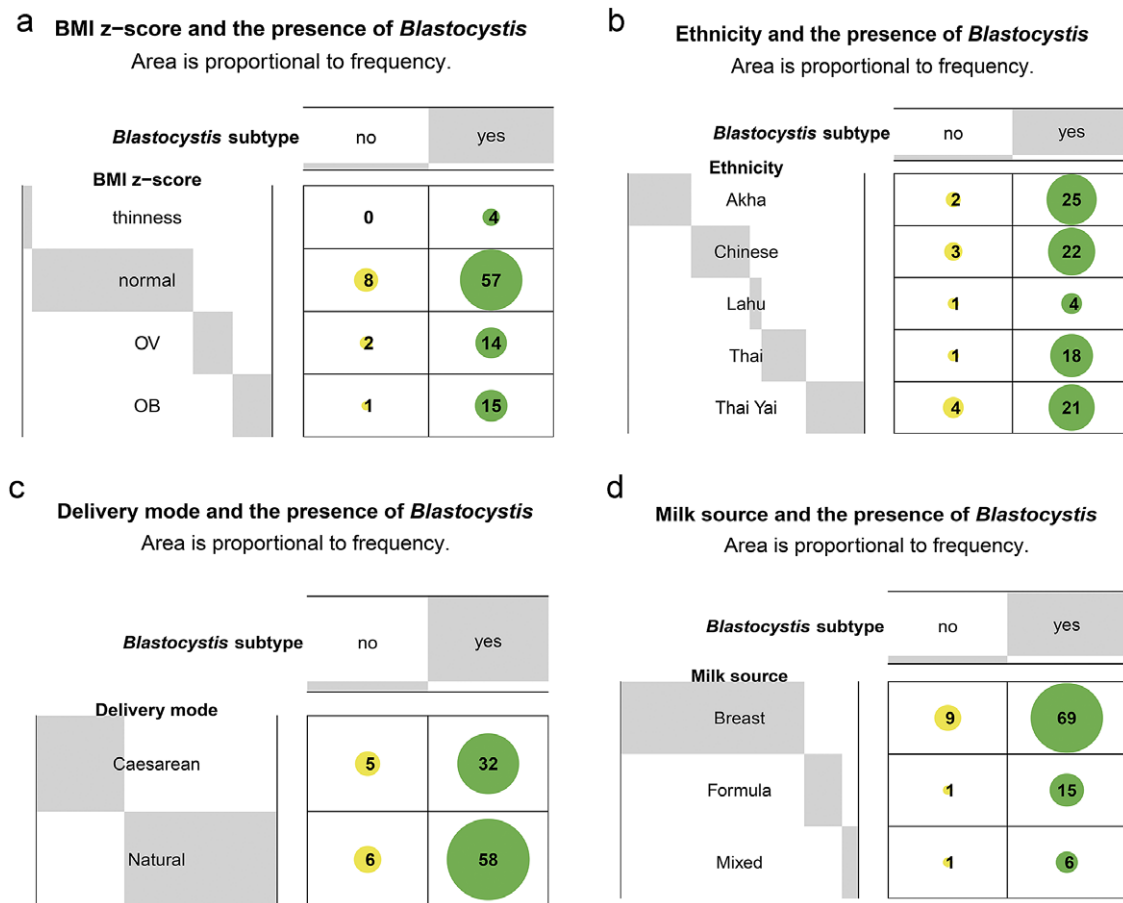 a
BMI z−score and the presence of Blastocystis
Area is proportional to frequency.
Blastocystis subtype no yes
BMI z−score
thinness 0 4
normal 8 57
OV 2 14
OB 1 15
b
Ethnicity and the presence of Blastocystis
Area is proportional to frequency.
Blastocystis subtype no yes
Ethnicity
Akha 2 25
Chinese 3 22
Lahu 1 4
Thai 1 18
Thai Yai 4 21
c
Delivery mode and the presence of Blastocystis
Area is proportional to frequency.
Blastocystis subtype no yes
Delivery mode
Caesarean 5 32
Natural 6 58
d
Milk source and the presence of Blastocystis
Area is proportional to frequency.
Blastocystis subtype no yes
Milk source
Breast 9 69
Formula 1 15
Mixed 1 6